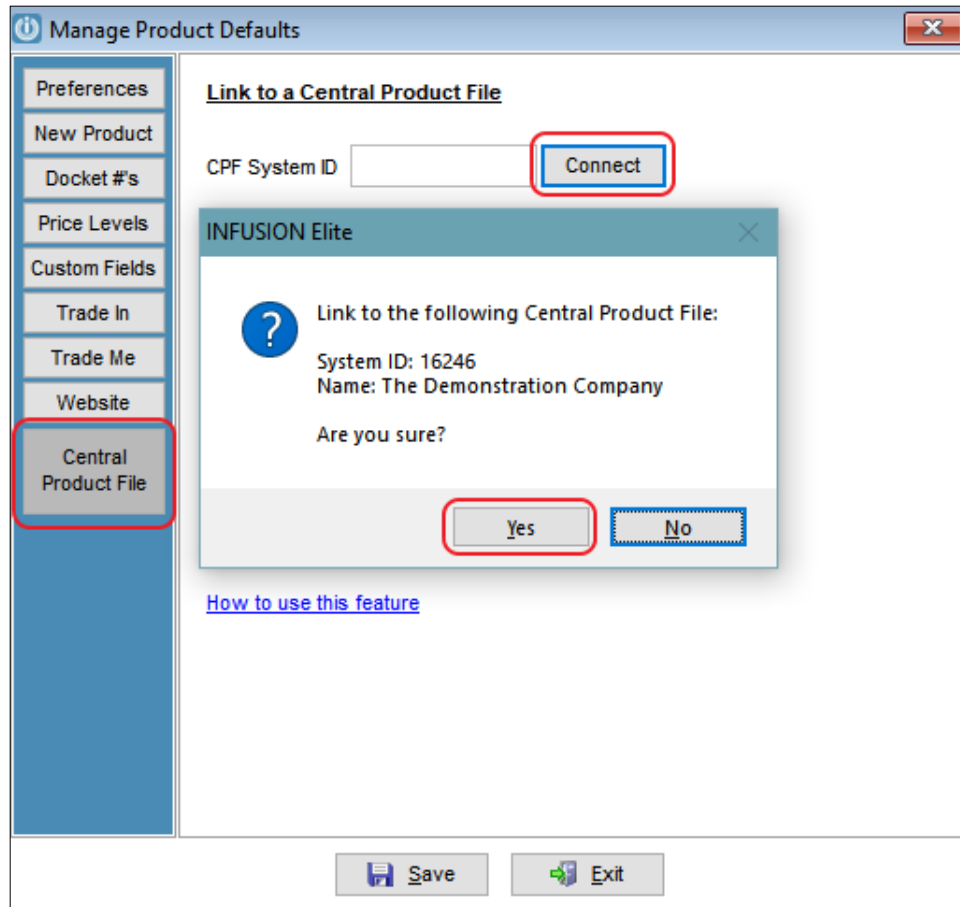 Manage Product Defaults
Preferences
New Product
Docket #'s
Price Levels
Custom Fields
Trade In
Trade Me
Website
Central
Product File
Link to a Central Product File
CPF System ID
Connect
INFUSION Elite
Link to the following Central Product File:
System ID: 16246
Name: The Demonstration Company
Are you sure?
Yes
No
How to use this feature
Save
Exit